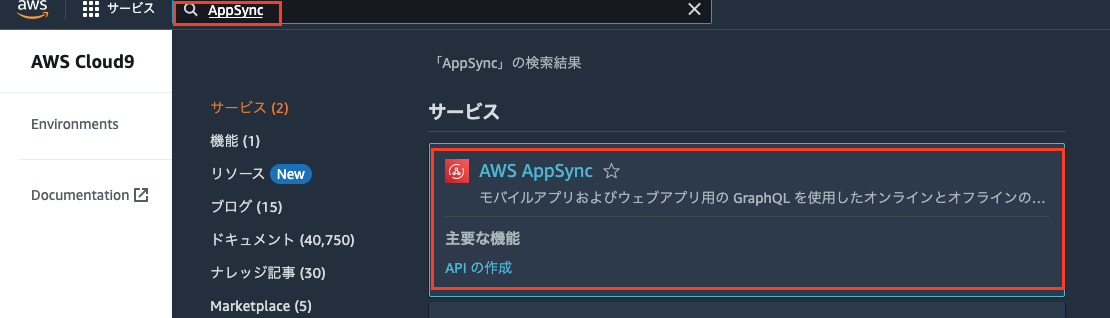 aws
サービス
AppSync
AWS Cloud9
Environments
Documentation
「AppSync」の検索結果
サービス (2)
機能 (1)
リソース New
ブログ (15)
ドキュメント (40,750)
ナレッジ記事 (30)
Marketplace (5)
サービス
AWS AppSync
モバイルアプリおよびウェブアプリ用の GraphQL を使用したオンラインとオフラインの…
主要な機能
API の作成